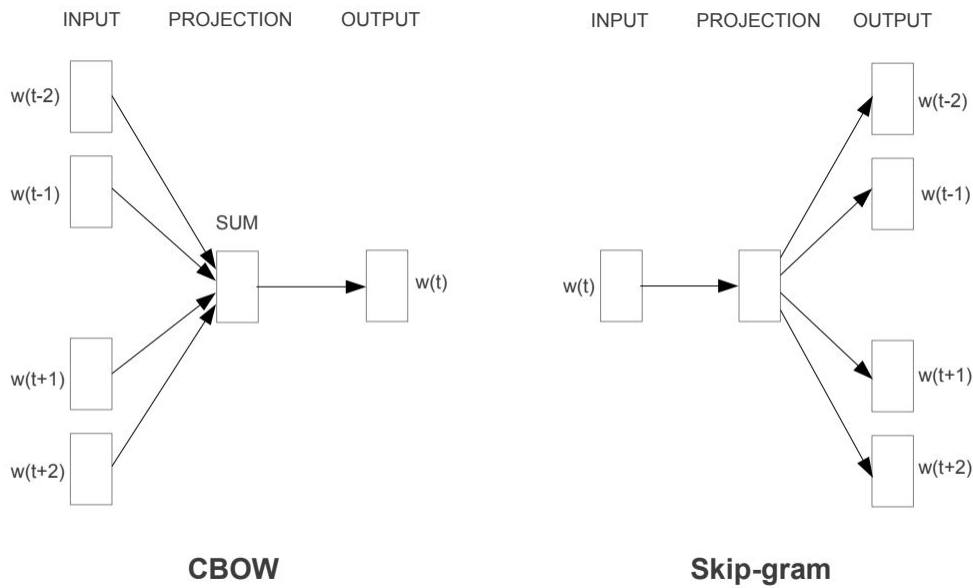 INPUT PROJECTION OUTPUT
w(t-2)
w(t-1)
SUM
w(t)
w(t+1)
w(t+2)
CBOW
INPUT PROJECTION OUTPUT
w(t-2)
w(t-1)
w(t)
w(t+1)
w(t+2)
Skip-gram